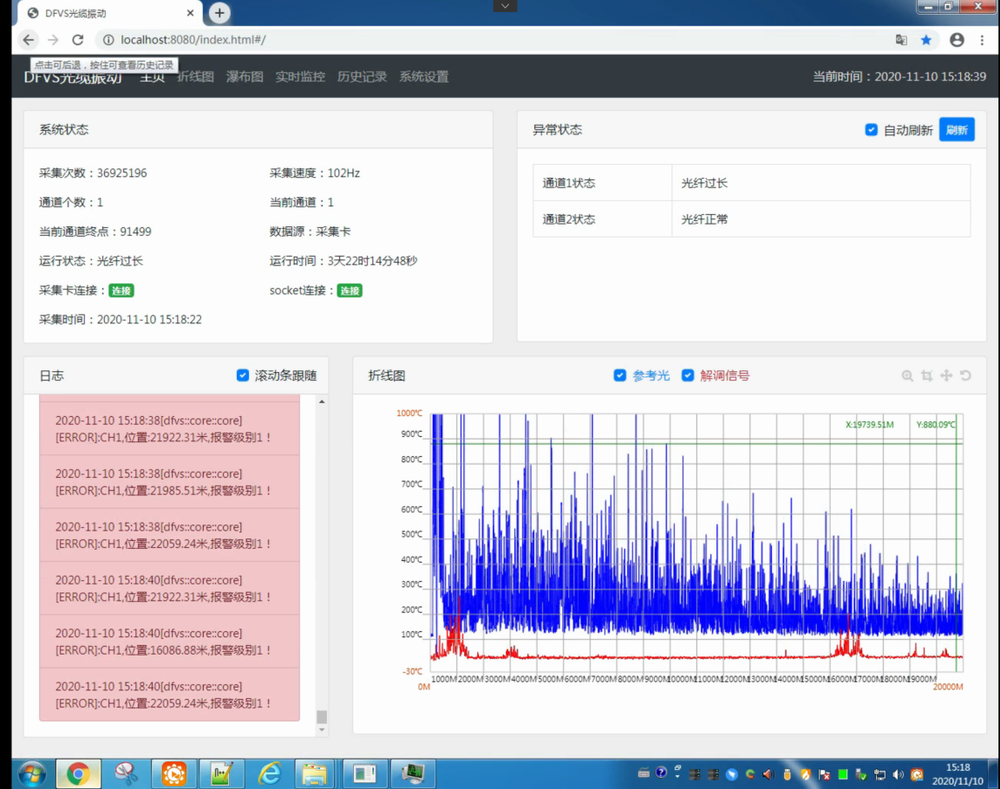 DFVS光缆振动
localhost:8080/index.html#/
点击可后退，按住可查看历史记录
DFVS光缆振动 主页 折线图 瀑布图 实时监控 历史记录 系统设置 当前时间：2020-11-10 15:18:39
系统状态
采集次数：36925196 采集速度：102Hz
通道个数：1 当前通道：1
当前通道终点：91499 数据源：采集卡
运行状态：光纤过长 运行时间：3天22时14分48秒
采集卡连接：连接 socket连接：连接
采集时间：2020-11-10 15:18:22
异常状态 自动刷新 刷新
通道1状态 光纤过长
通道2状态 光纤正常
日志 滚动条跟随
2020-11-10 15:18:38[dfvs::core::core]
[ERROR]:CH1,位置:21922.31米,报警级别1！
2020-11-10 15:18:38[dfvs::core::core]
[ERROR]:CH1,位置:21985.51米,报警级别1！
2020-11-10 15:18:38[dfvs::core::core]
[ERROR]:CH1,位置:22059.24米,报警级别1！
2020-11-10 15:18:40[dfvs::core::core]
[ERROR]:CH1,位置:21922.31米,报警级别1！
2020-11-10 15:18:40[dfvs::core::core]
[ERROR]:CH1,位置:16086.88米,报警级别1！
2020-11-10 15:18:40[dfvs::core::core]
[ERROR]:CH1,位置:22059.24米,报警级别1！
折线图 参考光 解调信号
1000℃
X:19739.51M Y:880.09℃
900℃
800℃
700℃
600℃
500℃
400℃
300℃
200℃
100℃
-30℃
1000M 2000M 3000M 4000M 5000M 6000M 7000M 8000M 9000M 10000M 11000M 12000M 13000M 14000M 15000M 16000M 17000M 18000M 19000M
0M 20000M
15:18
2020/11/10